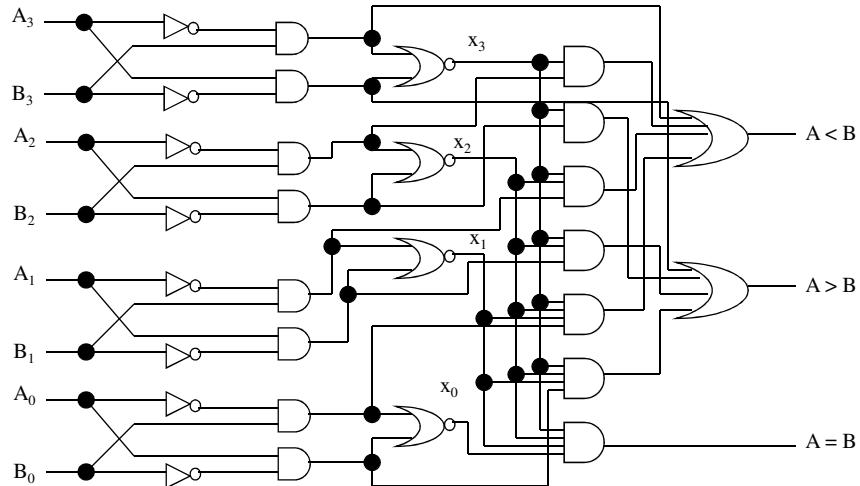 A₃
x₃
B₃
A₂
A < B
x₂
B₂
x₁
A₁
A > B
B₁
x₀
A₀
A = B
B₀